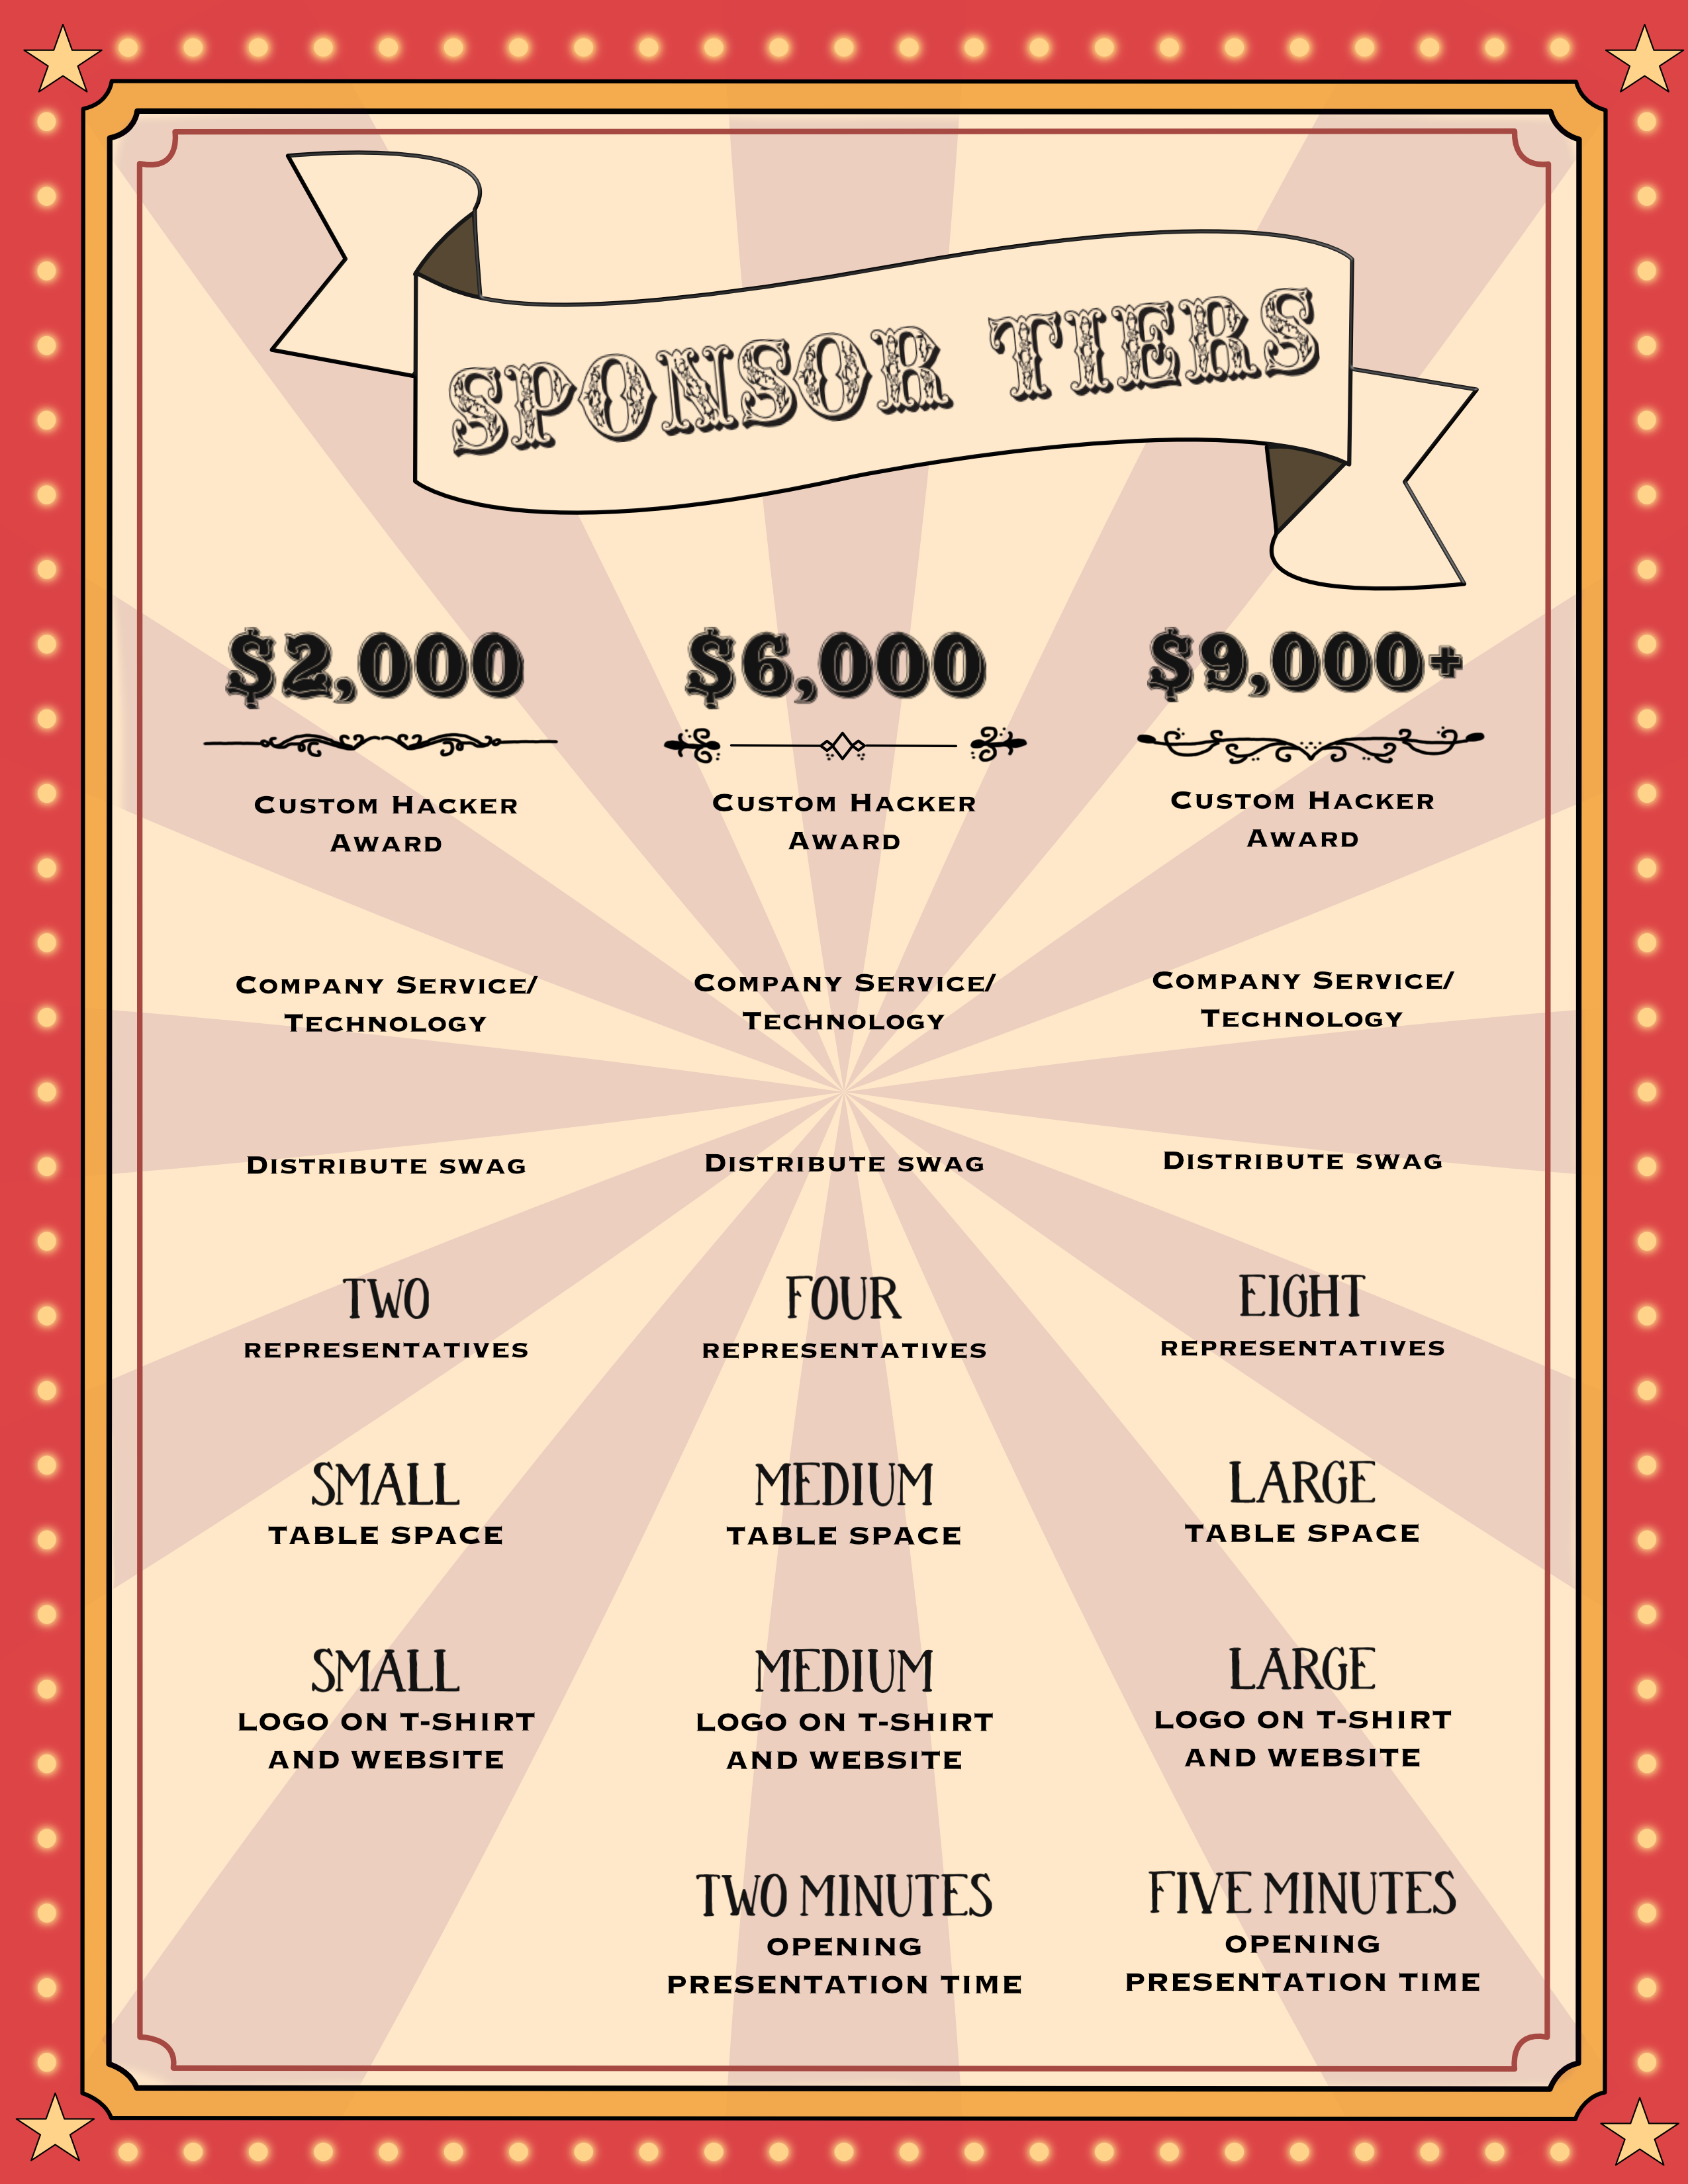 SPONSOR TIERS
$2,000
Custom Hacker
Award
Company Service/
Technology
Distribute swag
TWO
REPRESENTATIVES
SMALL
TABLE SPACE
SMALL
LOGO ON T-SHIRT
AND WEBSITE
$6,000
Custom Hacker
Award
Company Service/
Technology
Distribute swag
FOUR
REPRESENTATIVES
MEDIUM
TABLE SPACE
MEDIUM
LOGO ON T-SHIRT
AND WEBSITE
TWO MINUTES
OPENING
PRESENTATION TIME
$9,000+
Custom Hacker
Award
Company Service/
Technology
Distribute swag
EIGHT
REPRESENTATIVES
LARGE
TABLE SPACE
LARGE
LOGO ON T-SHIRT
AND WEBSITE
FIVE MINUTES
OPENING
PRESENTATION TIME